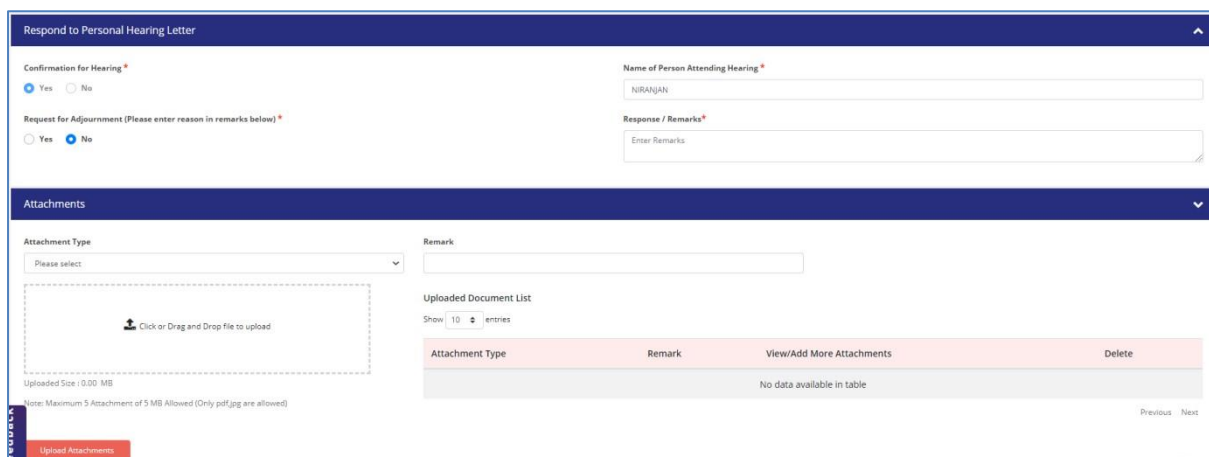 Respond to Personal Hearing Letter
Confirmation for Hearing *
Name of Person Attending Hearing *
Yes No
NIRANJAN
Request for Adjournment (Please enter reason in remarks below) *
Response / Remarks*
Yes No
Enter Remarks
Attachments
Attachment Type
Remark
Please select
Click or Drag and Drop file to upload
Uploaded Document List
Show 10 entries
Attachment Type Remark View/Add More Attachments Delete
No data available in table
Uploaded Size : 0.00 MB
Note: Maximum 5 Attachment of 5 MB Allowed (Only pdf,jpg are allowed)
Previous Next
Upload Attachments